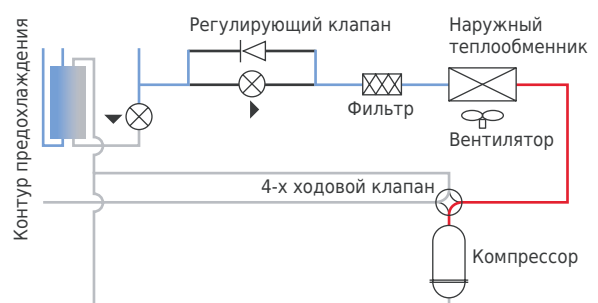 Регулирующий клапан
Наружный
теплообменник
Фильтр
Вентилятор
Контур предохлаждения
4-х ходовой клапан
Компрессор